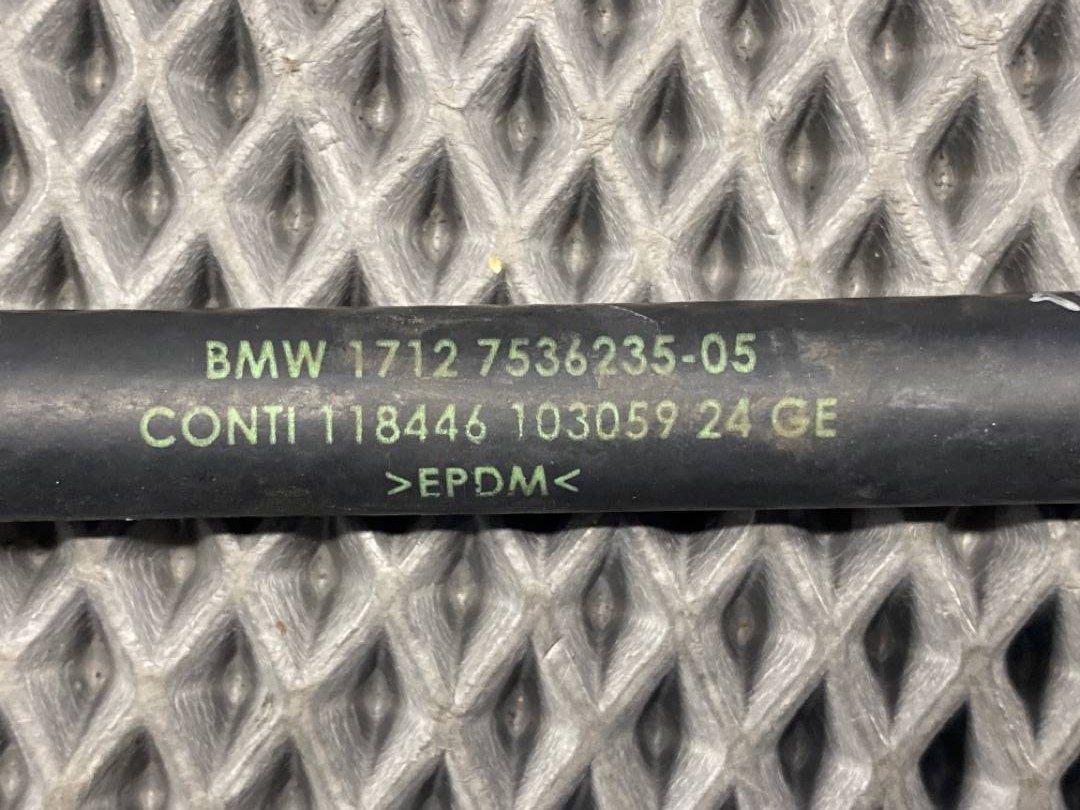 BMW 1712 7536235-05
CONTI 118446 103059 24 GE
>EPDM<